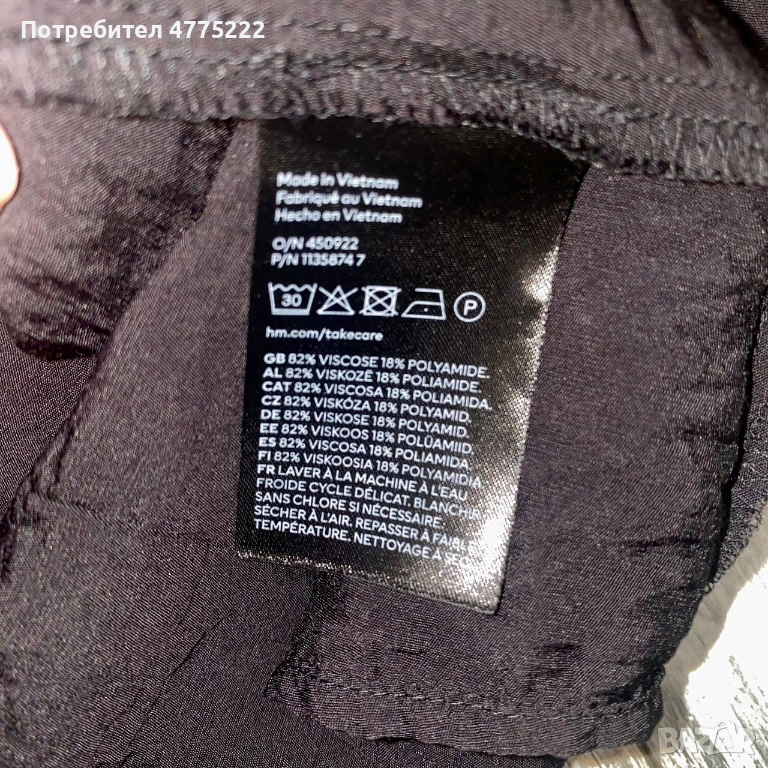 Потребител 4775222
Made in Vietnam
Fabriqué au Vietnam
Hecho en Vietnam
O/N 450922
P/N 1135874 7
30 P
hm.com/takecare
GB 82% VISCOSE 18% POLYAMIDE.
AL 82% VISKOZË 18% POLIAMIDE.
CAT 82% VISCOSA 18% POLIAMIDA.
CZ 82% VISKÓZA 18% POLYAMID.
DE 82% VISKOSE 18% POLYAMID.
EE 82% VISKOOS 18% POLÜAMIID.
ES 82% VISCOSA 18% POLIAMIDA.
FI 82% VISKOOSIA 18% POLYAMIDIA
FR LAVER À LA MACHINE À L'EAU
FROIDE CYCLE DÉLICAT. BLANCHIR
SANS CHLORE SI NÉCESSAIRE.
SÉCHER À L'AIR. REPASSER À FAIBLE
TEMPÉRATURE. NETTOYAGE À SEC
BAZAR